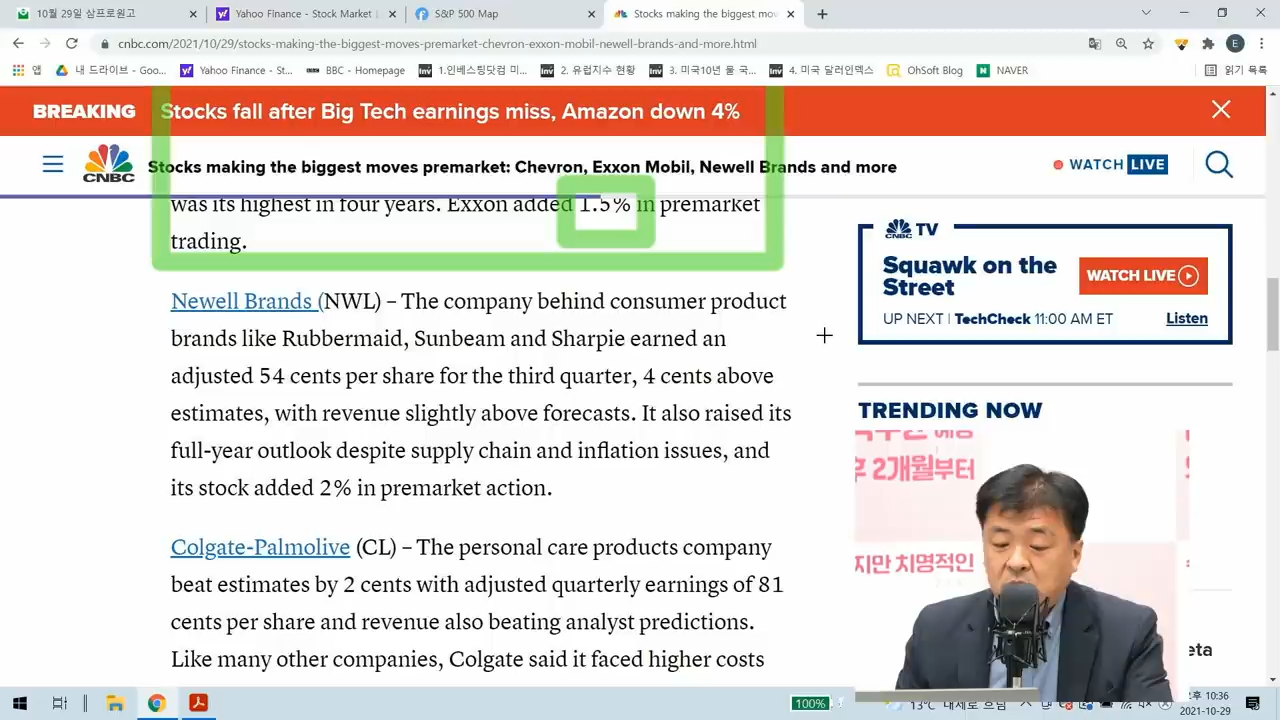 10월 29일 삼프로원고
Yahoo Finance - Stock Market
S&P 500 Map
Stocks making the biggest mov
cnbc.com/2021/10/29/stocks-making-the-biggest-moves-premarket-chevron-exxon-mobil-newell-brands-and-more.html
E
앱
내 드라이브 - Goo...
Yahoo Finance - St...
BBC - Homepage
1.인베스팅닷컴 미...
2. 유럽지수 현황
3. 미국10년 물 국...
4. 미국 달러인덱스
OhSoft Blog
NAVER
읽기 목록
BREAKING
Stocks fall after Big Tech earnings miss, Amazon down 4%
CNBC
Stocks making the biggest moves premarket: Chevron, Exxon Mobil, Newell Brands and more
WATCH LIVE
was its highest in four years. Exxon added 1.5% in premarket
trading.
Newell Brands (NWL) – The company behind consumer product
brands like Rubbermaid, Sunbeam and Sharpie earned an
adjusted 54 cents per share for the third quarter, 4 cents above
estimates, with revenue slightly above forecasts. It also raised its
full-year outlook despite supply chain and inflation issues, and
its stock added 2% in premarket action.
Colgate-Palmolive (CL) – The personal care products company
beat estimates by 2 cents with adjusted quarterly earnings of 81
cents per share and revenue also beating analyst predictions.
Like many other companies, Colgate said it faced higher costs
CNBC TV
Squawk on the
Street
WATCH LIVE
UP NEXT | TechCheck 11:00 AM ET
Listen
TRENDING NOW
후 2개월부터
지만 치명적인
eta
100%
13°C 대체로 흐림
10:36
2021-10-29